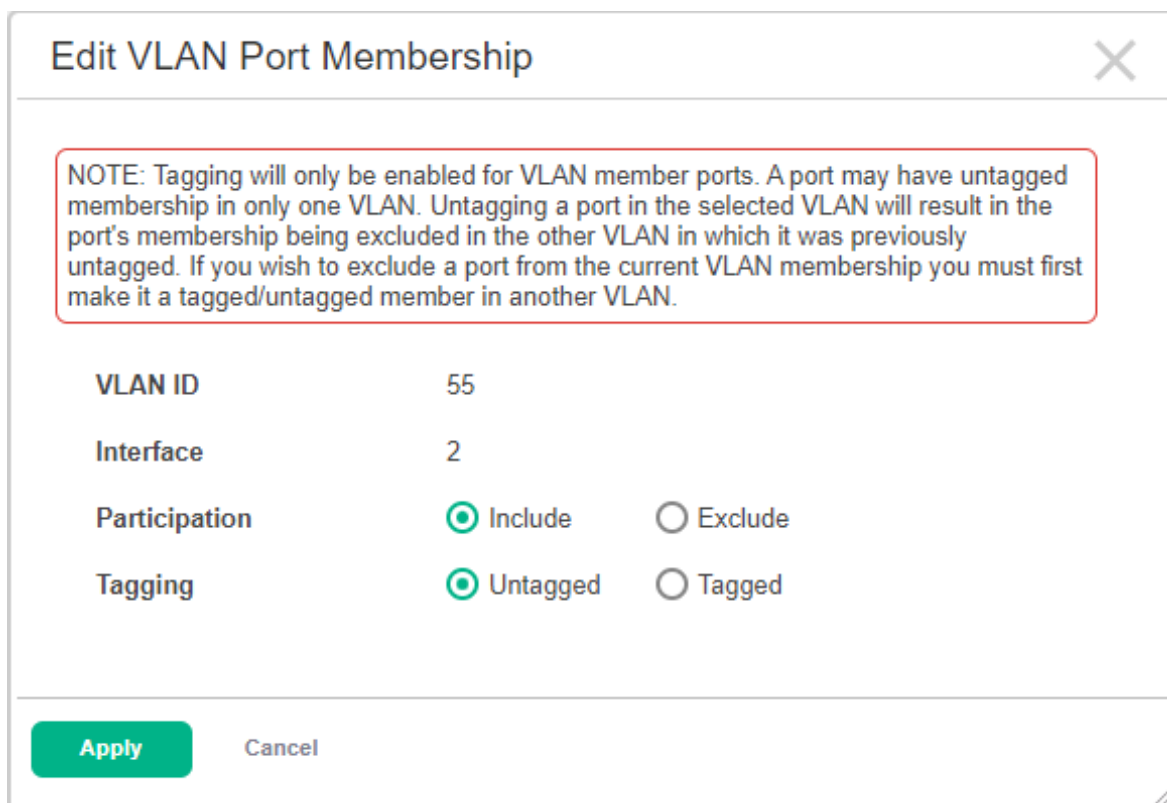 Edit VLAN Port Membership
NOTE: Tagging will only be enabled for VLAN member ports. A port may have untagged
membership in only one VLAN. Untagging a port in the selected VLAN will result in the
port's membership being excluded in the other VLAN in which it was previously
untagged. If you wish to exclude a port from the current VLAN membership you must first
make it a tagged/untagged member in another VLAN.
VLAN ID 55
Interface 2
Participation Include Exclude
Tagging Untagged Tagged
Apply Cancel